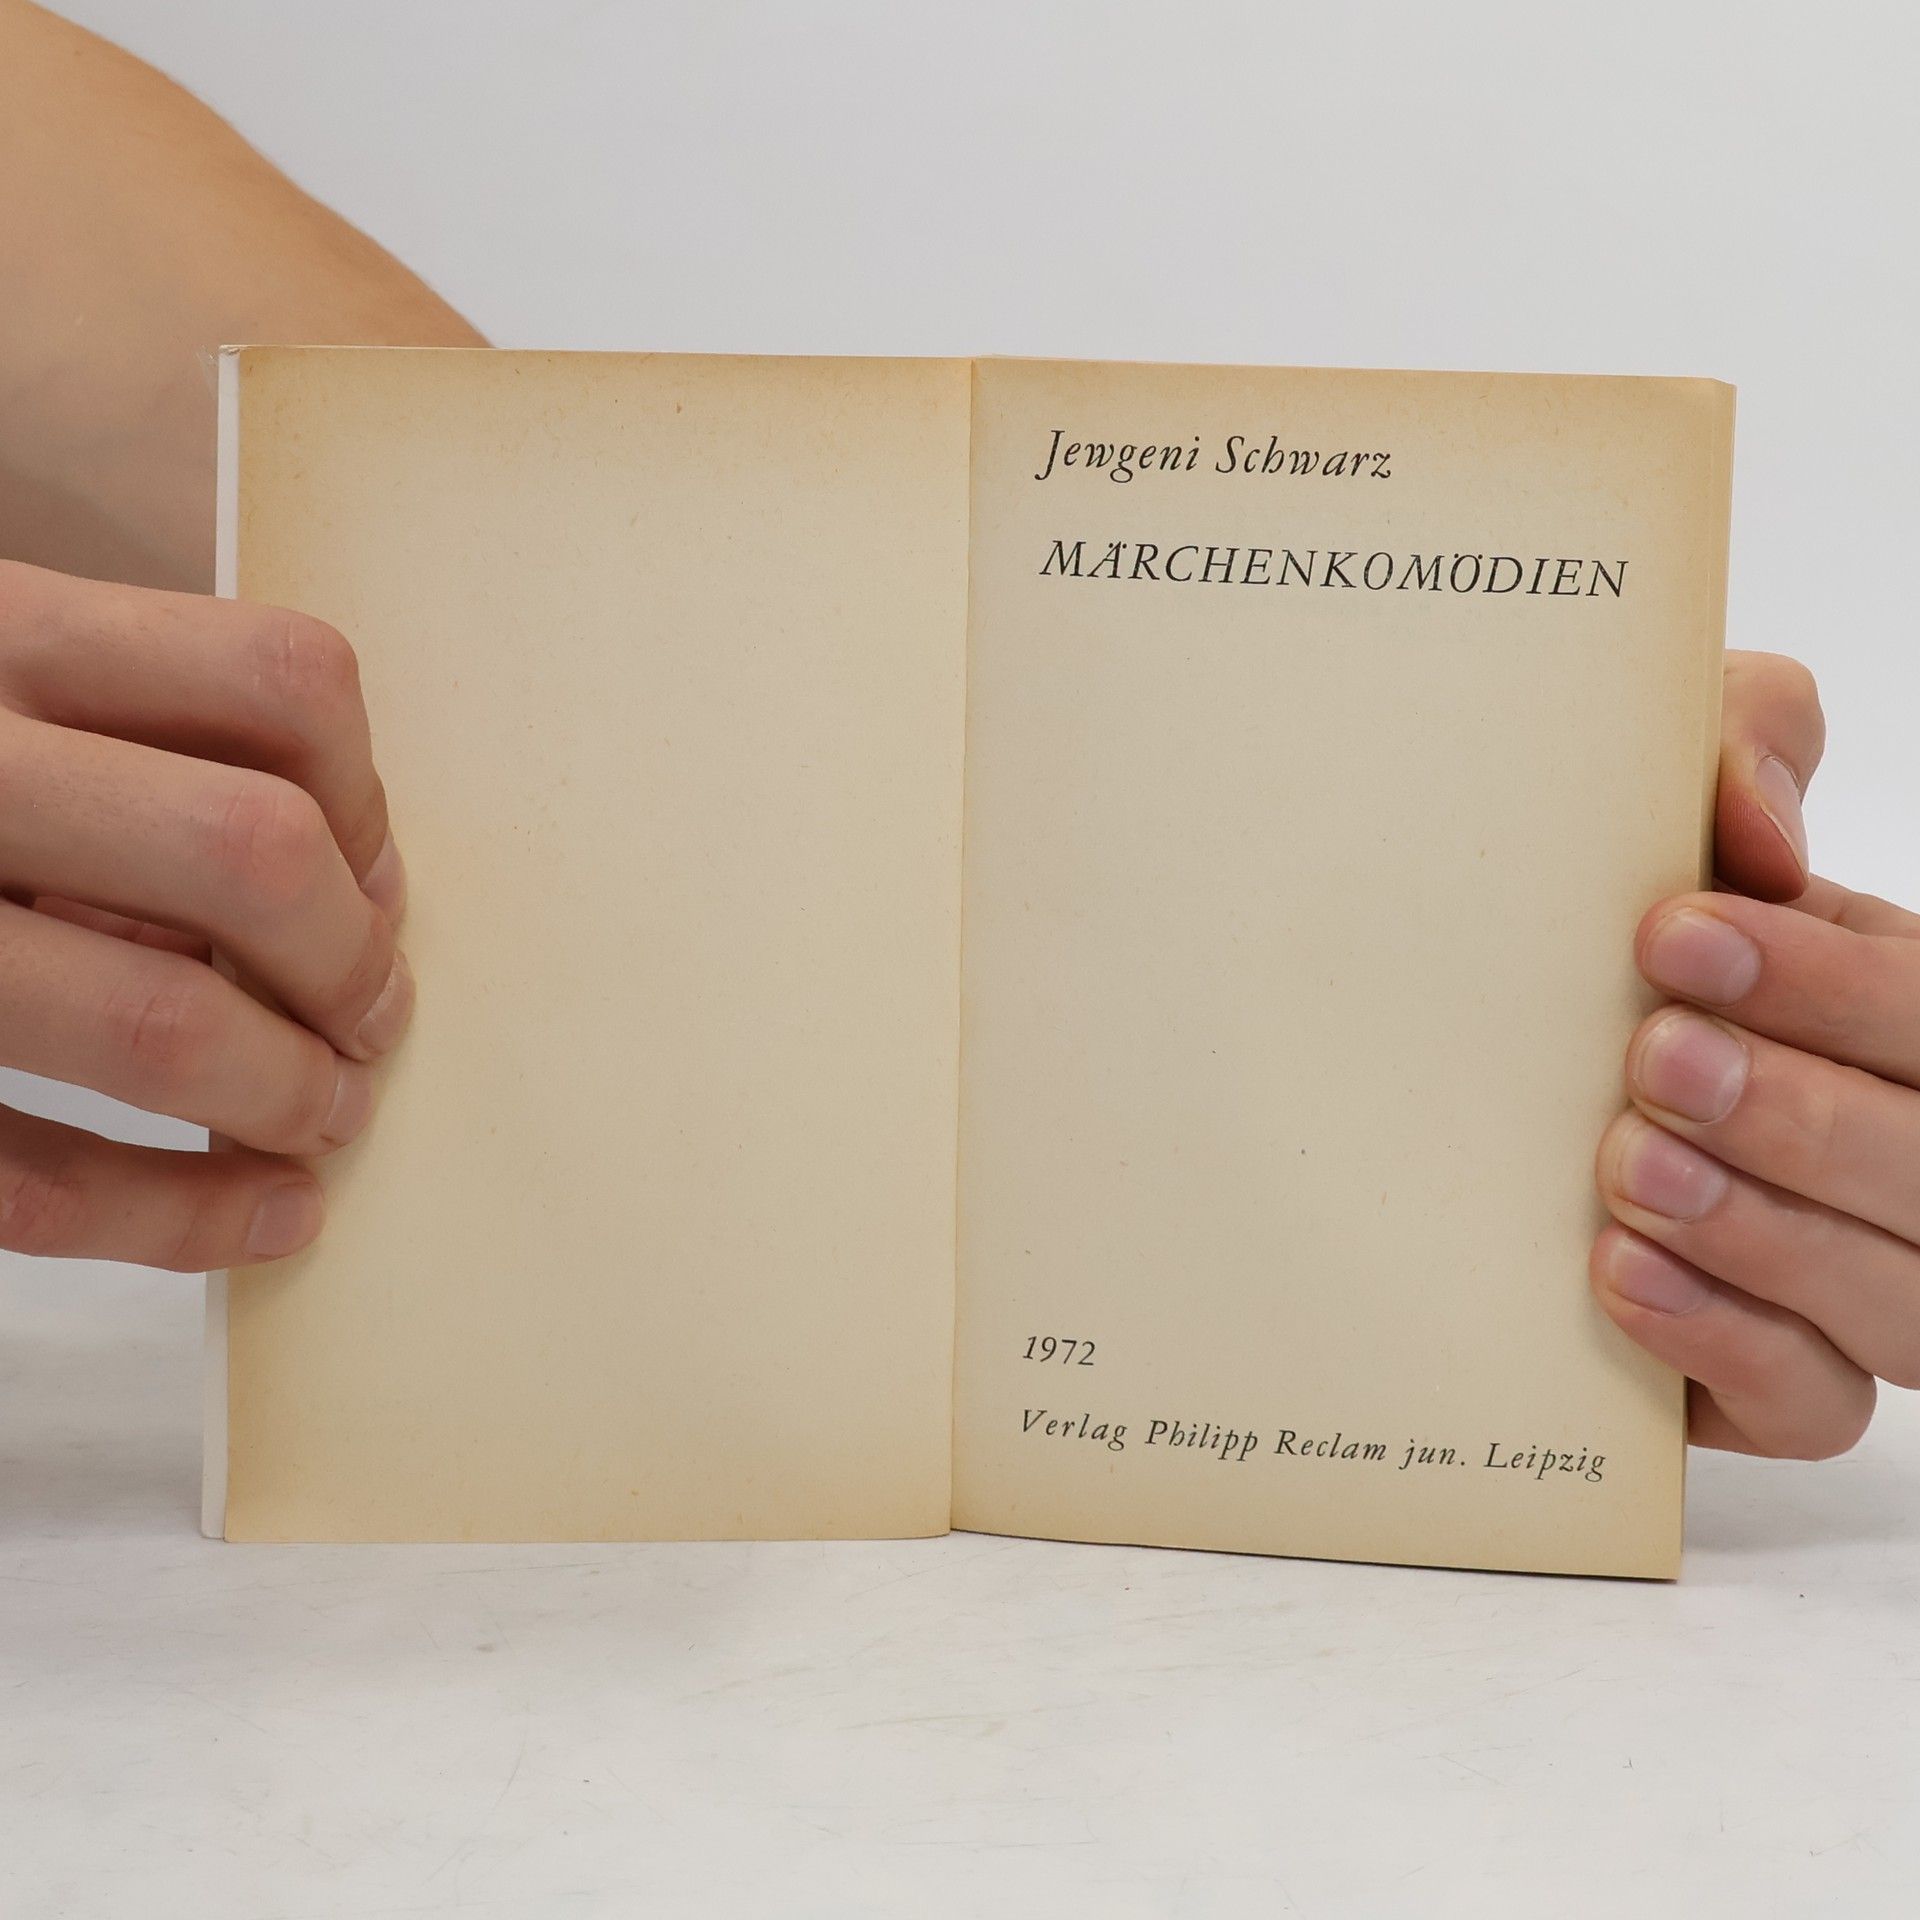 Jewgeni Schwarz
MÄRCHENKOMÖDIEN
1972
Verlag Philipp Reclam jun. Leipzig